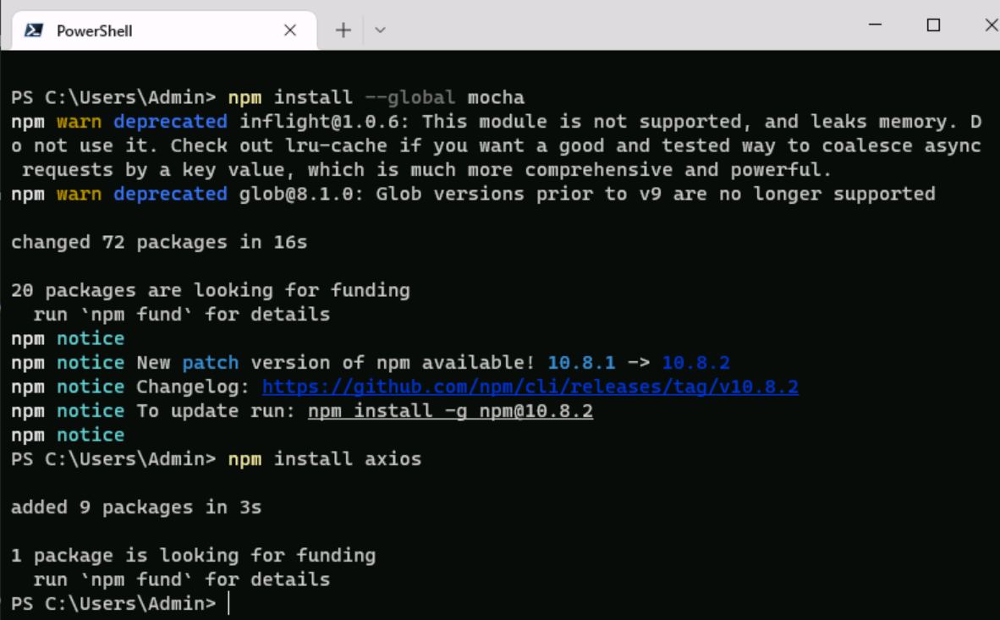 PowerShell
PS C:\Users\Admin> npm install --global mocha
npm warn deprecated inflight@1.0.6: This module is not supported, and leaks memory. D
o not use it. Check out lru-cache if you want a good and tested way to coalesce async
 requests by a key value, which is much more comprehensive and powerful.
npm warn deprecated glob@8.1.0: Glob versions prior to v9 are no longer supported
changed 72 packages in 16s
20 packages are looking for funding
  run `npm fund` for details
npm notice
npm notice New patch version of npm available! 10.8.1 -> 10.8.2
npm notice Changelog: https://github.com/npm/cli/releases/tag/v10.8.2
npm notice To update run: npm install -g npm@10.8.2
npm notice
PS C:\Users\Admin> npm install axios
added 9 packages in 3s
1 package is looking for funding
  run `npm fund` for details
PS C:\Users\Admin>